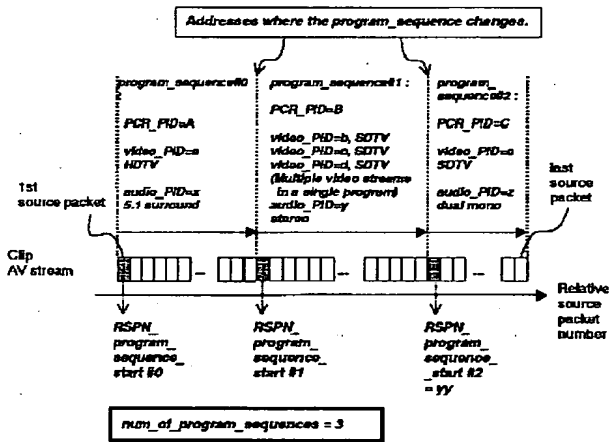 Addresses where the program_sequence changes.
program_sequence#0
:
PCR_PID=A
video_PID=a
HDTV
audio_PID=x
5.1 surround
program_sequence#1 :
PCR_PID=B
video_PID=b, SDTV
video_PID=c, SDTV
video_PID=d, SDTV
(Multiple video streams
in a single program)
audio_PID=y
stereo
program_
sequence#2 :
PCR_PID=C
video_PID=a
SDTV
audio_PID=z
dual mono
1st
source packet
last
source
packet
Clip
AV stream
...
...
...
Relative
source
packet
number
RSPN_
program_
sequence_
start #0
RSPN_
program_
sequence_
start #1
RSPN_
program_
sequence
_start #2
= yy
num_of_program_sequences = 3